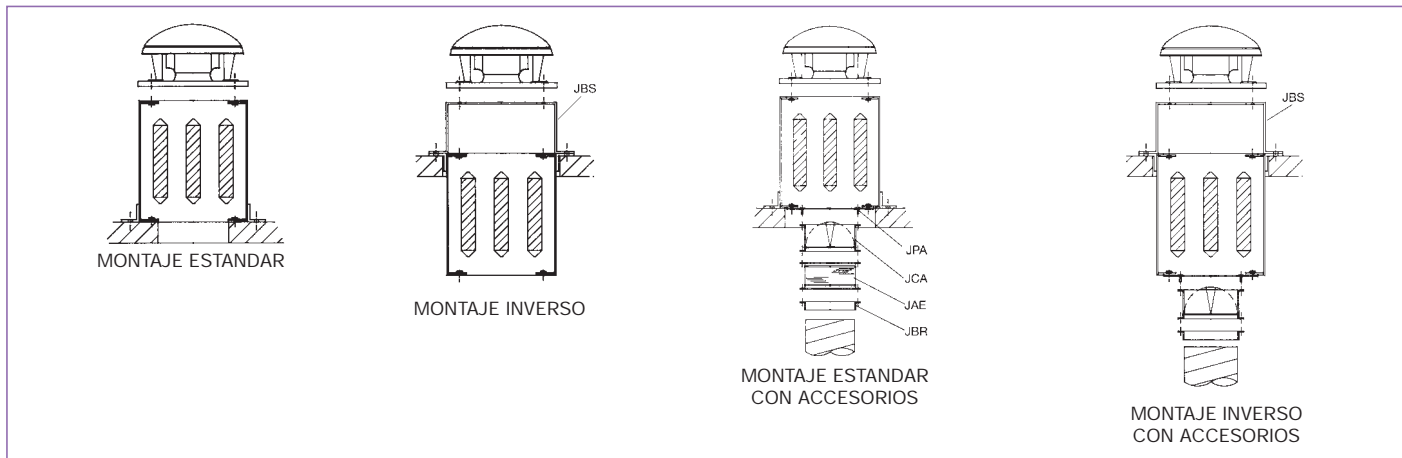 MONTAJE ESTANDAR
JBS
MONTAJE INVERSO
JPA
JCA
JAE
JBR
MONTAJE ESTANDAR
CON ACCESORIOS
JBS
MONTAJE INVERSO
CON ACCESORIOS